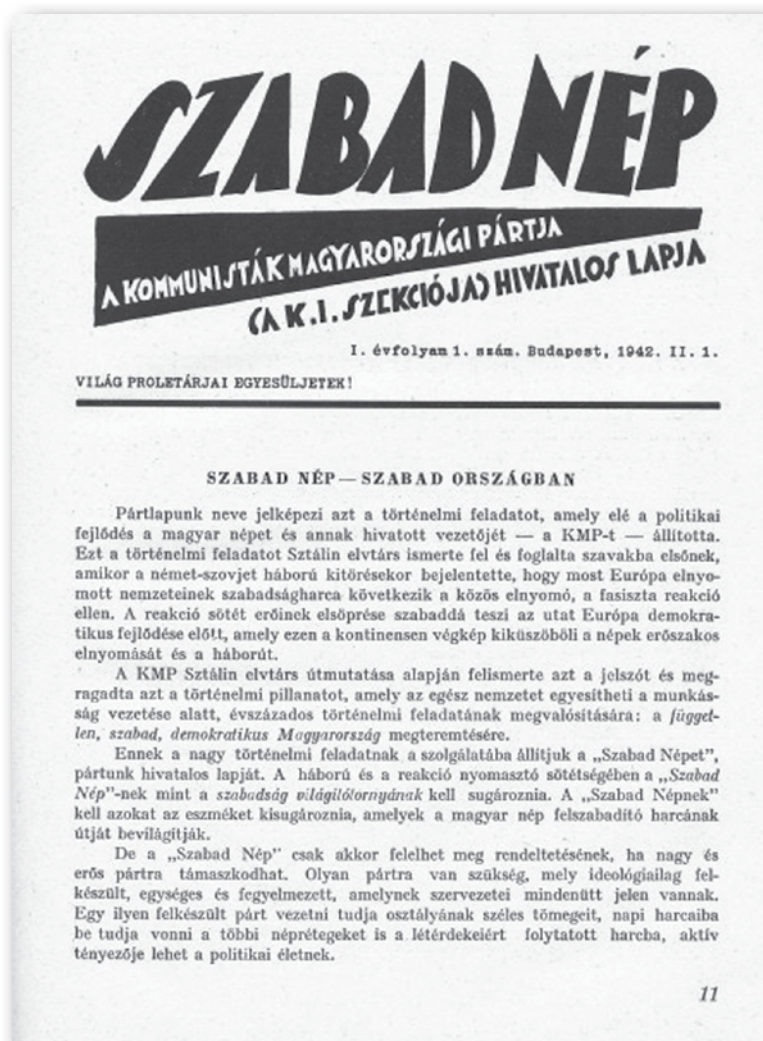 SZABAD NÉP
A KOMMUNISTÁK MAGYARORSZÁGI PÁRTJA
(A K.I. SZEKCIÓJA) HIVATALOS LAPJA
I. évfolyam 1. szám. Budapest, 1942. II. 1.
VILÁG PROLETÁRJAI EGYESÜLJETEK!
SZABAD NÉP — SZABAD ORSZÁGBAN
Pártlapunk neve jelképezi azt a történelmi feladatot, amely elé a politikai
fejlődés a magyar népet és annak hivatott vezetőjét — a KMP-t — állította.
Ezt a történelmi feladatot Sztálin elvtárs ismerte fel és foglalta szavakba elsőnek,
amikor a német-szovjet háború kitörésekor bejelentette, hogy most Európa elnyo-
mott nemzeteinek szabadságharca következik a közös elnyomó, a fasiszta reakció
ellen. A reakció sötét erőinek elsöprése szabaddá teszi az utat Európa demokra-
tikus fejlődése előtt, amely ezen a kontinensen végkép kiküszöböli a népek erőszakos
elnyomását és a háborút.
A KMP Sztálin elvtárs útmutatása alapján felismerte azt a jelszót és meg-
ragadta azt a történelmi pillanatot, amely az egész nemzetet egyesítheti a munkás-
ság vezetése alatt, évszázados történelmi feladatának megvalósítására: a függet-
len, szabad, demokratikus Magyarország megteremtésére.
Ennek a nagy történelmi feladatnak a szolgálatába állítjuk a „Szabad Népet",
pártunk hivatalos lapját. A háború és a reakció nyomasztó sötétségében a „Szabad
Nép"-nek mint a szabadság világítótornyának kell sugároznia. A „Szabad Népnek"
kell azokat az eszméket kisugároznia, amelyek a magyar nép felszabadító harcának
útját bevilágítják.
De a „Szabad Nép" csak akkor felelhet meg rendeltetésének, ha nagy és
erős pártra támaszkodhat. Olyan pártra van szükség, mely ideológiailag fel-
készült, egységes és fegyelmezett, amelynek szervezetei mindenütt jelen vannak.
Egy ilyen felkészült párt vezetni tudja osztályának széles tömegeit, napi harcaiba
be tudja vonni a többi néprétegeket is a létérdekeiért folytatott harcba, aktív
tényezője lehet a politikai életnek.
11